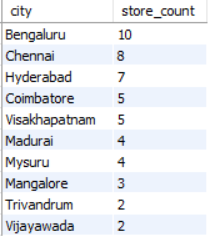 city store_count
Bengaluru 10
Chennai 8
Hyderabad 7
Coimbatore 5
Visakhapatnam 5
Madurai 4
Mysuru 4
Mangalore 3
Trivandrum 2
Vijayawada 2